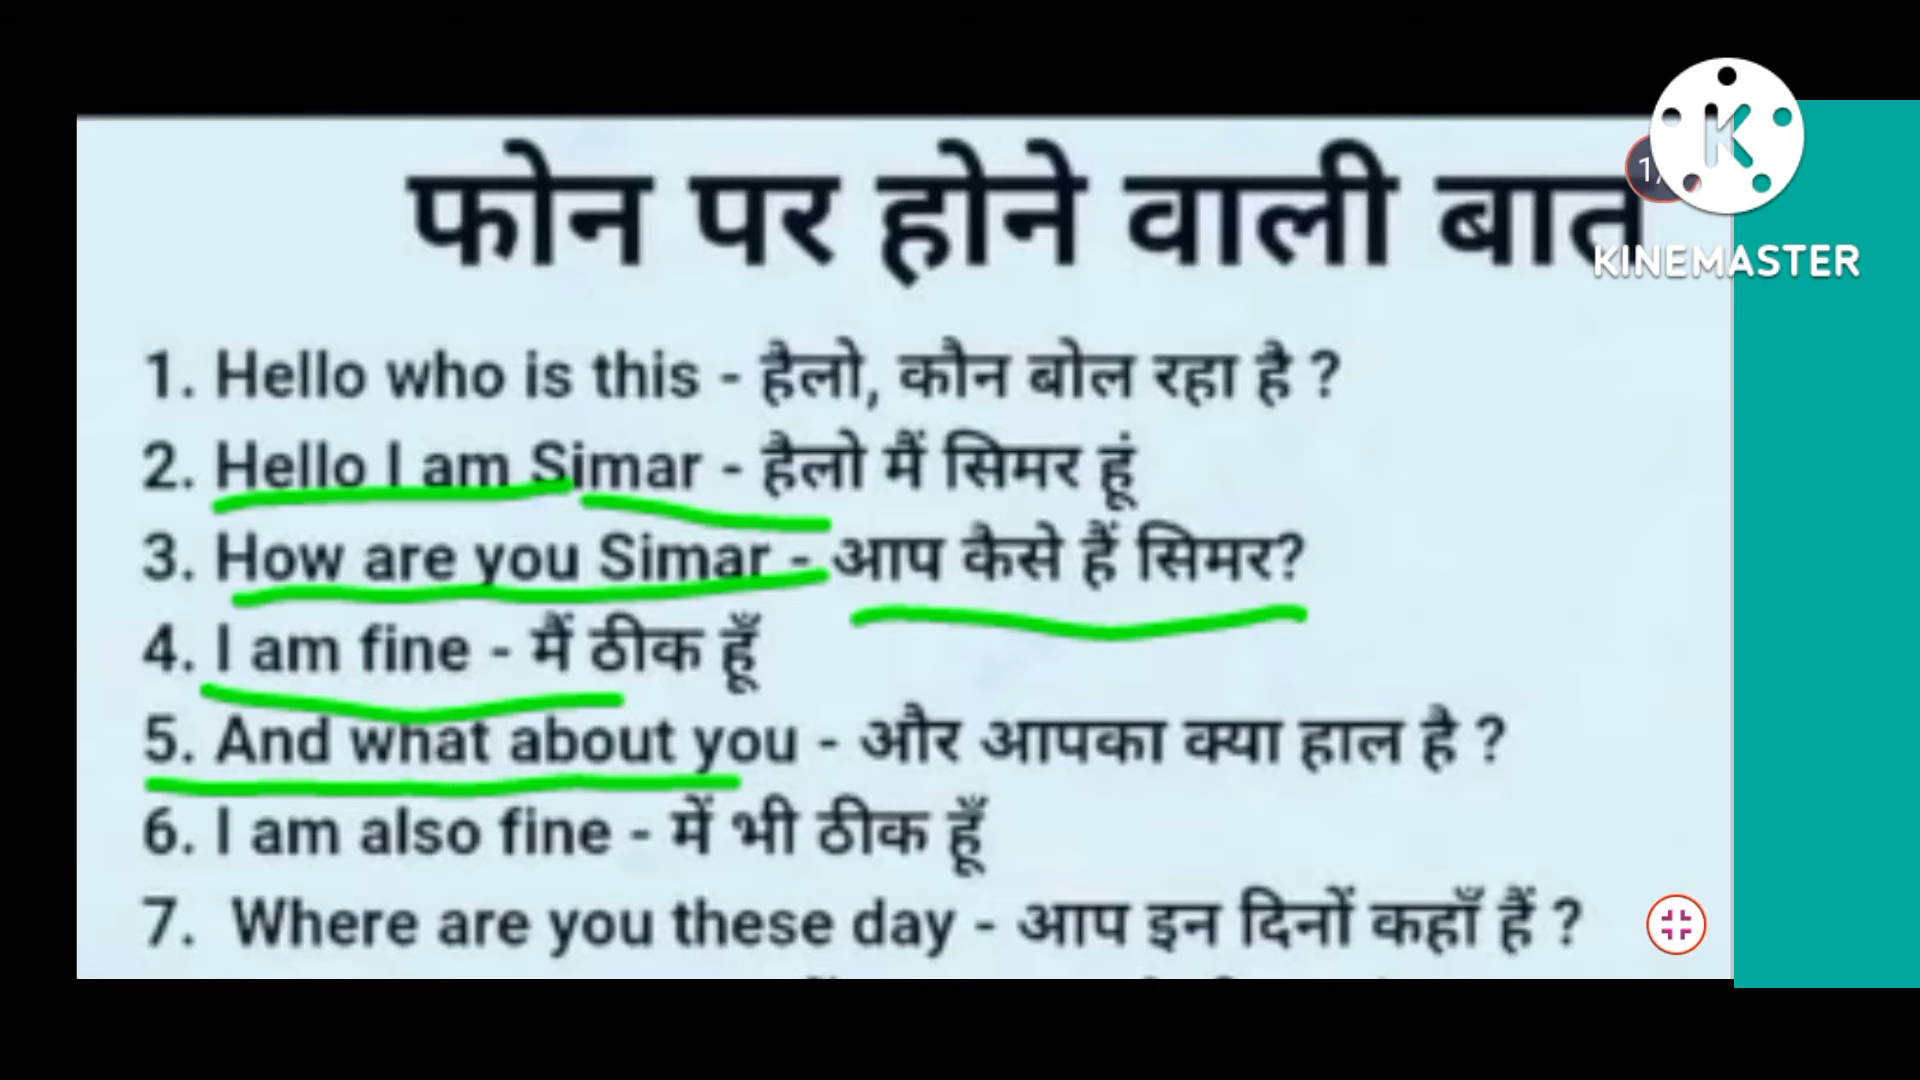 फोन पर होने वाली बात
KINEMASTER
1. Hello who is this - हैलो, कौन बोल रहा है ?
2. Hello I am Simar - हैलो मैं सिमर हूं
3. How are you Simar - आप कैसे हैं सिमर?
4. I am fine - मैं ठीक हूँ
5. And what about you - और आपका क्या हाल है ?
6. I am also fine - में भी ठीक हूँ
7. Where are you these day - आप इन दिनों कहाँ हैं ?